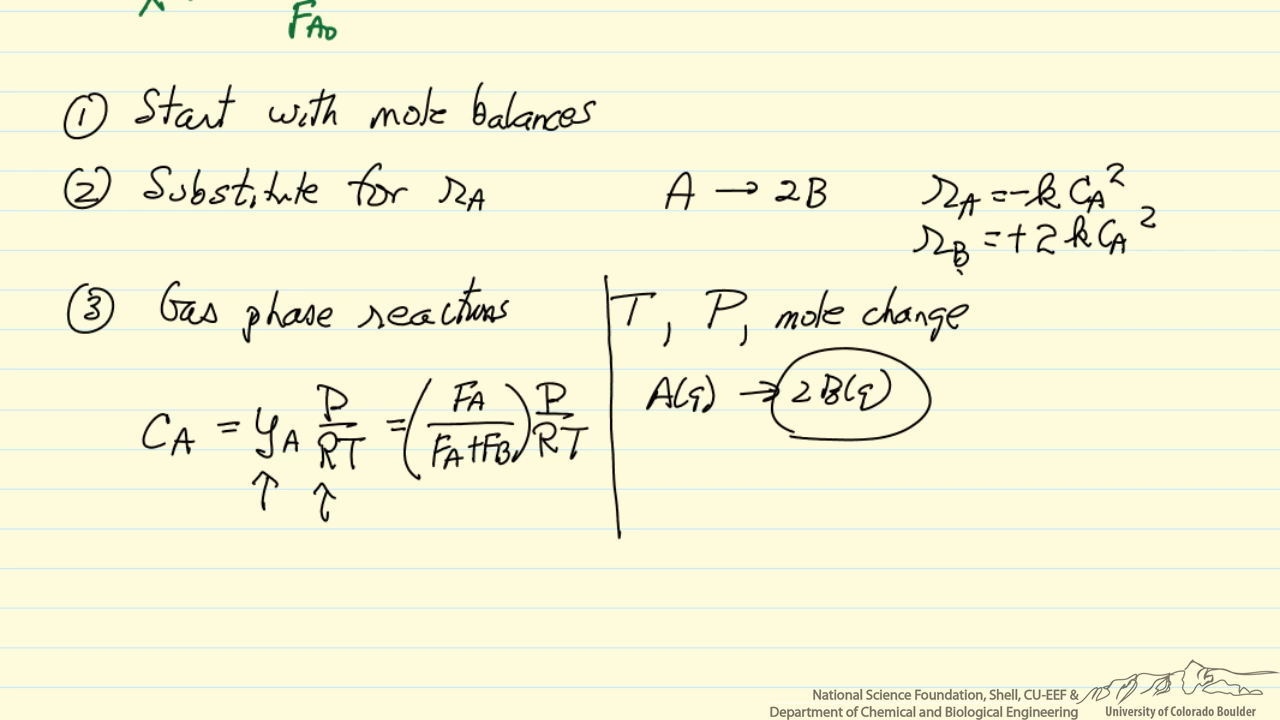 F_A0
① Start with mole balances
② Substitute for r_A A → 2B r_A = -k C_A^2
r_B = +2 k C_A^2
③ Gas phase reactions | T, P, mole change
C_A = y_A P/RT = (F_A/(F_A+F_B)) P/RT | A(g) → 2B(g)
↑ ↑
National Science Foundation, Shell, CU-EEF &
Department of Chemical and Biological Engineering
University of Colorado Boulder